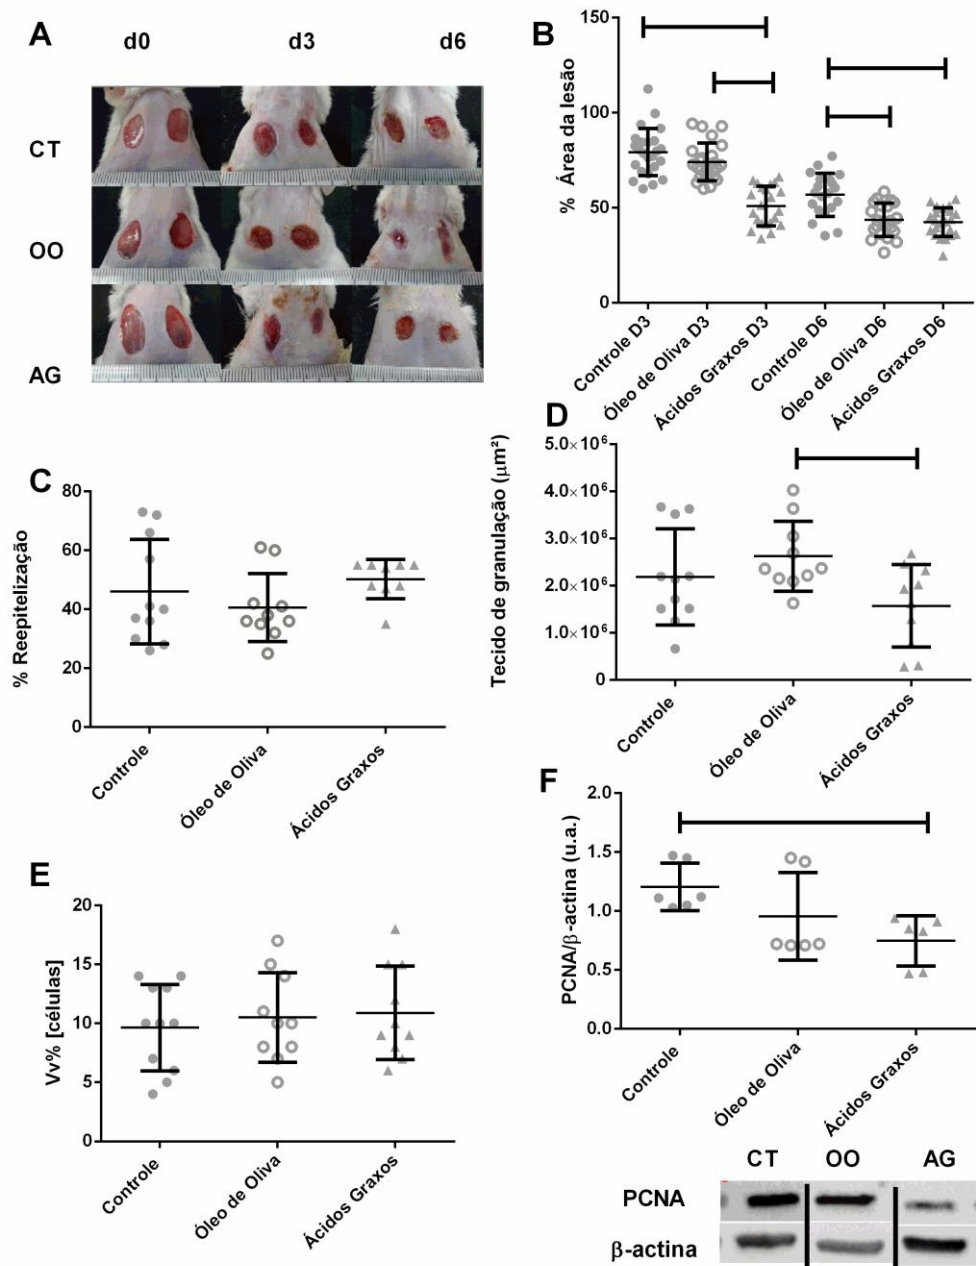 A
d0 d3 d6
CT
OO
AG
B
% Área da lesão
150
100
50
0
Controle D3
Óleo de Oliva D3
Ácidos Graxos D3
Controle D6
Óleo de Oliva D6
Ácidos Graxos D6
C
% Reepitelização
80
60
40
20
0
Controle
Óleo de Oliva
Ácidos Graxos
D
Tecido de granulação (μm²)
5.0×10⁶
4.0×10⁶
3.0×10⁶
2.0×10⁶
1.0×10⁶
0
Controle
Óleo de Oliva
Ácidos Graxos
E
Vv% [células]
20
15
10
5
0
Controle
Óleo de Oliva
Ácidos Graxos
F
PCNA/β-actina (u.a.)
2.0
1.5
1.0
0.5
0.0
Controle
Óleo de Oliva
Ácidos Graxos
CT OO AG
PCNA
β-actina